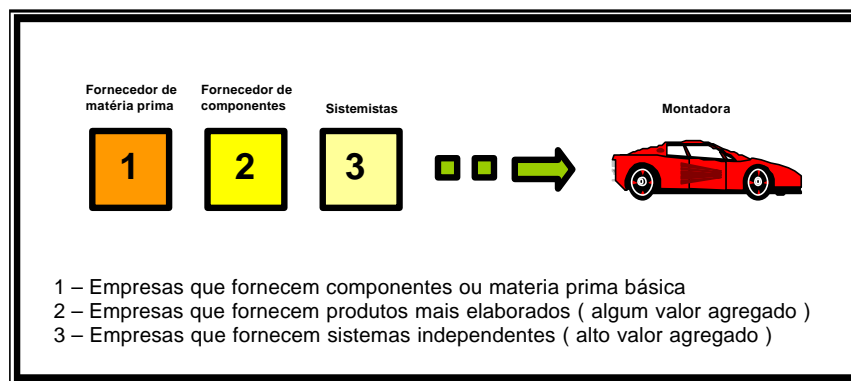 Fornecedor de
matéria prima
Fornecedor de
componentes
Sistemistas
Montadora
1
2
3
1 – Empresas que fornecem componentes ou materia prima básica
2 – Empresas que fornecem produtos mais elaborados ( algum valor agregado )
3 – Empresas que fornecem sistemas independentes ( alto valor agregado )